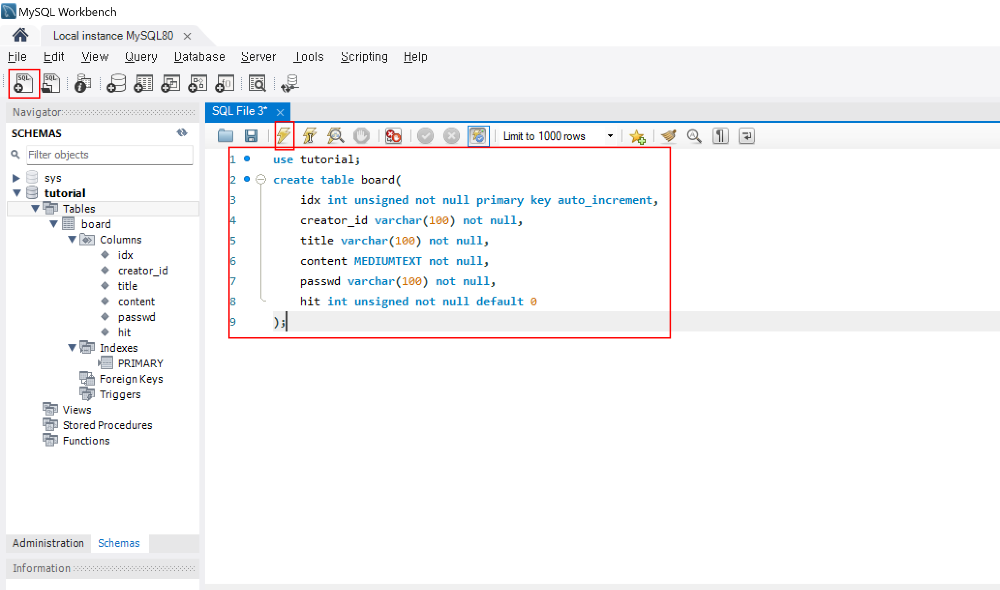 MySQL Workbench
Local instance MySQL80
File Edit View Query Database Server Tools Scripting Help
Navigator
SCHEMAS
Filter objects
sys
tutorial
Tables
board
Columns
idx
creator_id
title
content
passwd
hit
Indexes
PRIMARY
Foreign Keys
Triggers
Views
Stored Procedures
Functions
Administration Schemas
Information
SQL File 3*
Limit to 1000 rows
1 use tutorial;
2 create table board(
3 idx int unsigned not null primary key auto_increment,
4 creator_id varchar(100) not null,
5 title varchar(100) not null,
6 content MEDIUMTEXT not null,
7 passwd varchar(100) not null,
8 hit int unsigned not null default 0
9 );